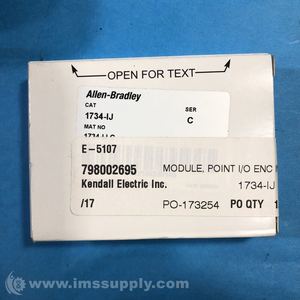 OPEN FOR TEXT
Allen-Bradley
CAT SER
1734-IJ C
MAT NO
E-5107
798002695 MODULE, POINT I/O ENC
Kendall Electric Inc. 1734-IJ
/17 PO-173254 PO QTY 1
© www.imssupply.com